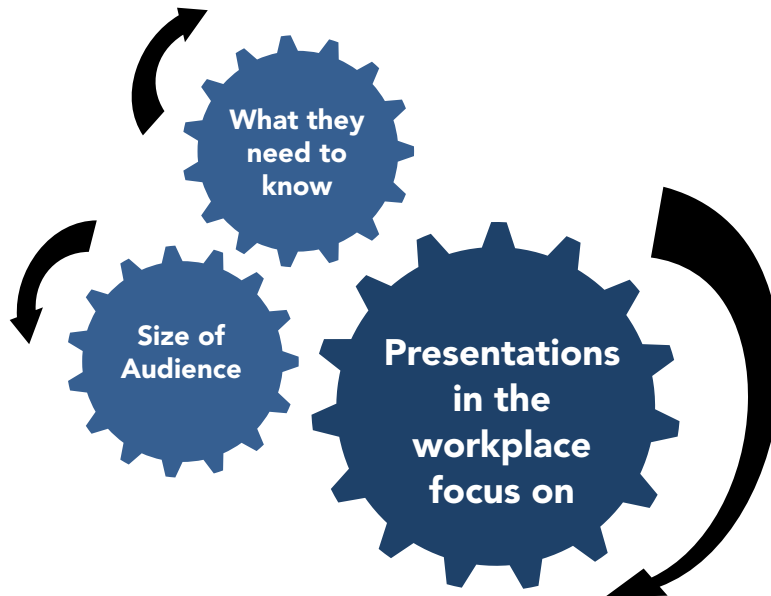 What they
need to
know
Size of
Audience
Presentations
in the
workplace
focus on